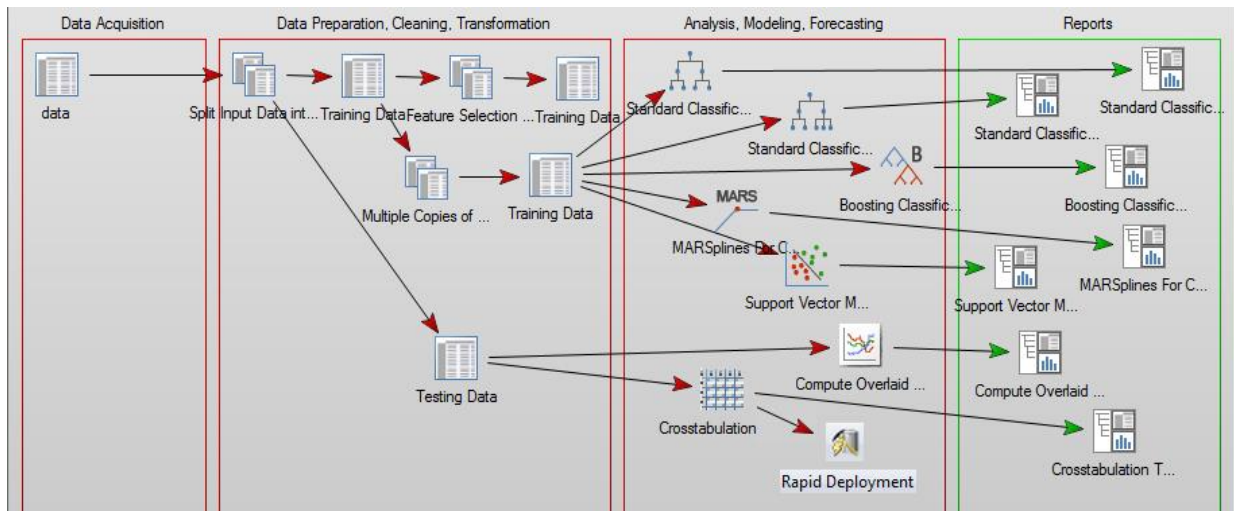 Data Acquisition
Data Preparation, Cleaning, Transformation
Analysis, Modeling, Forecasting
Reports
data
Split Input Data int...
Training Data
Feature Selection ...
Training Data
Standard Classific...
Standard Classific...
Standard Classific...
Standard Classific...
B
Multiple Copies of ...
Training Data
Boosting Classific...
Boosting Classific...
MARS
MARSplines For C...
MARSplines For C...
Support Vector M...
Support Vector M...
Testing Data
Compute Overlaid ...
Compute Overlaid ...
Crosstabulation
Crosstabulation T...
Rapid Deployment